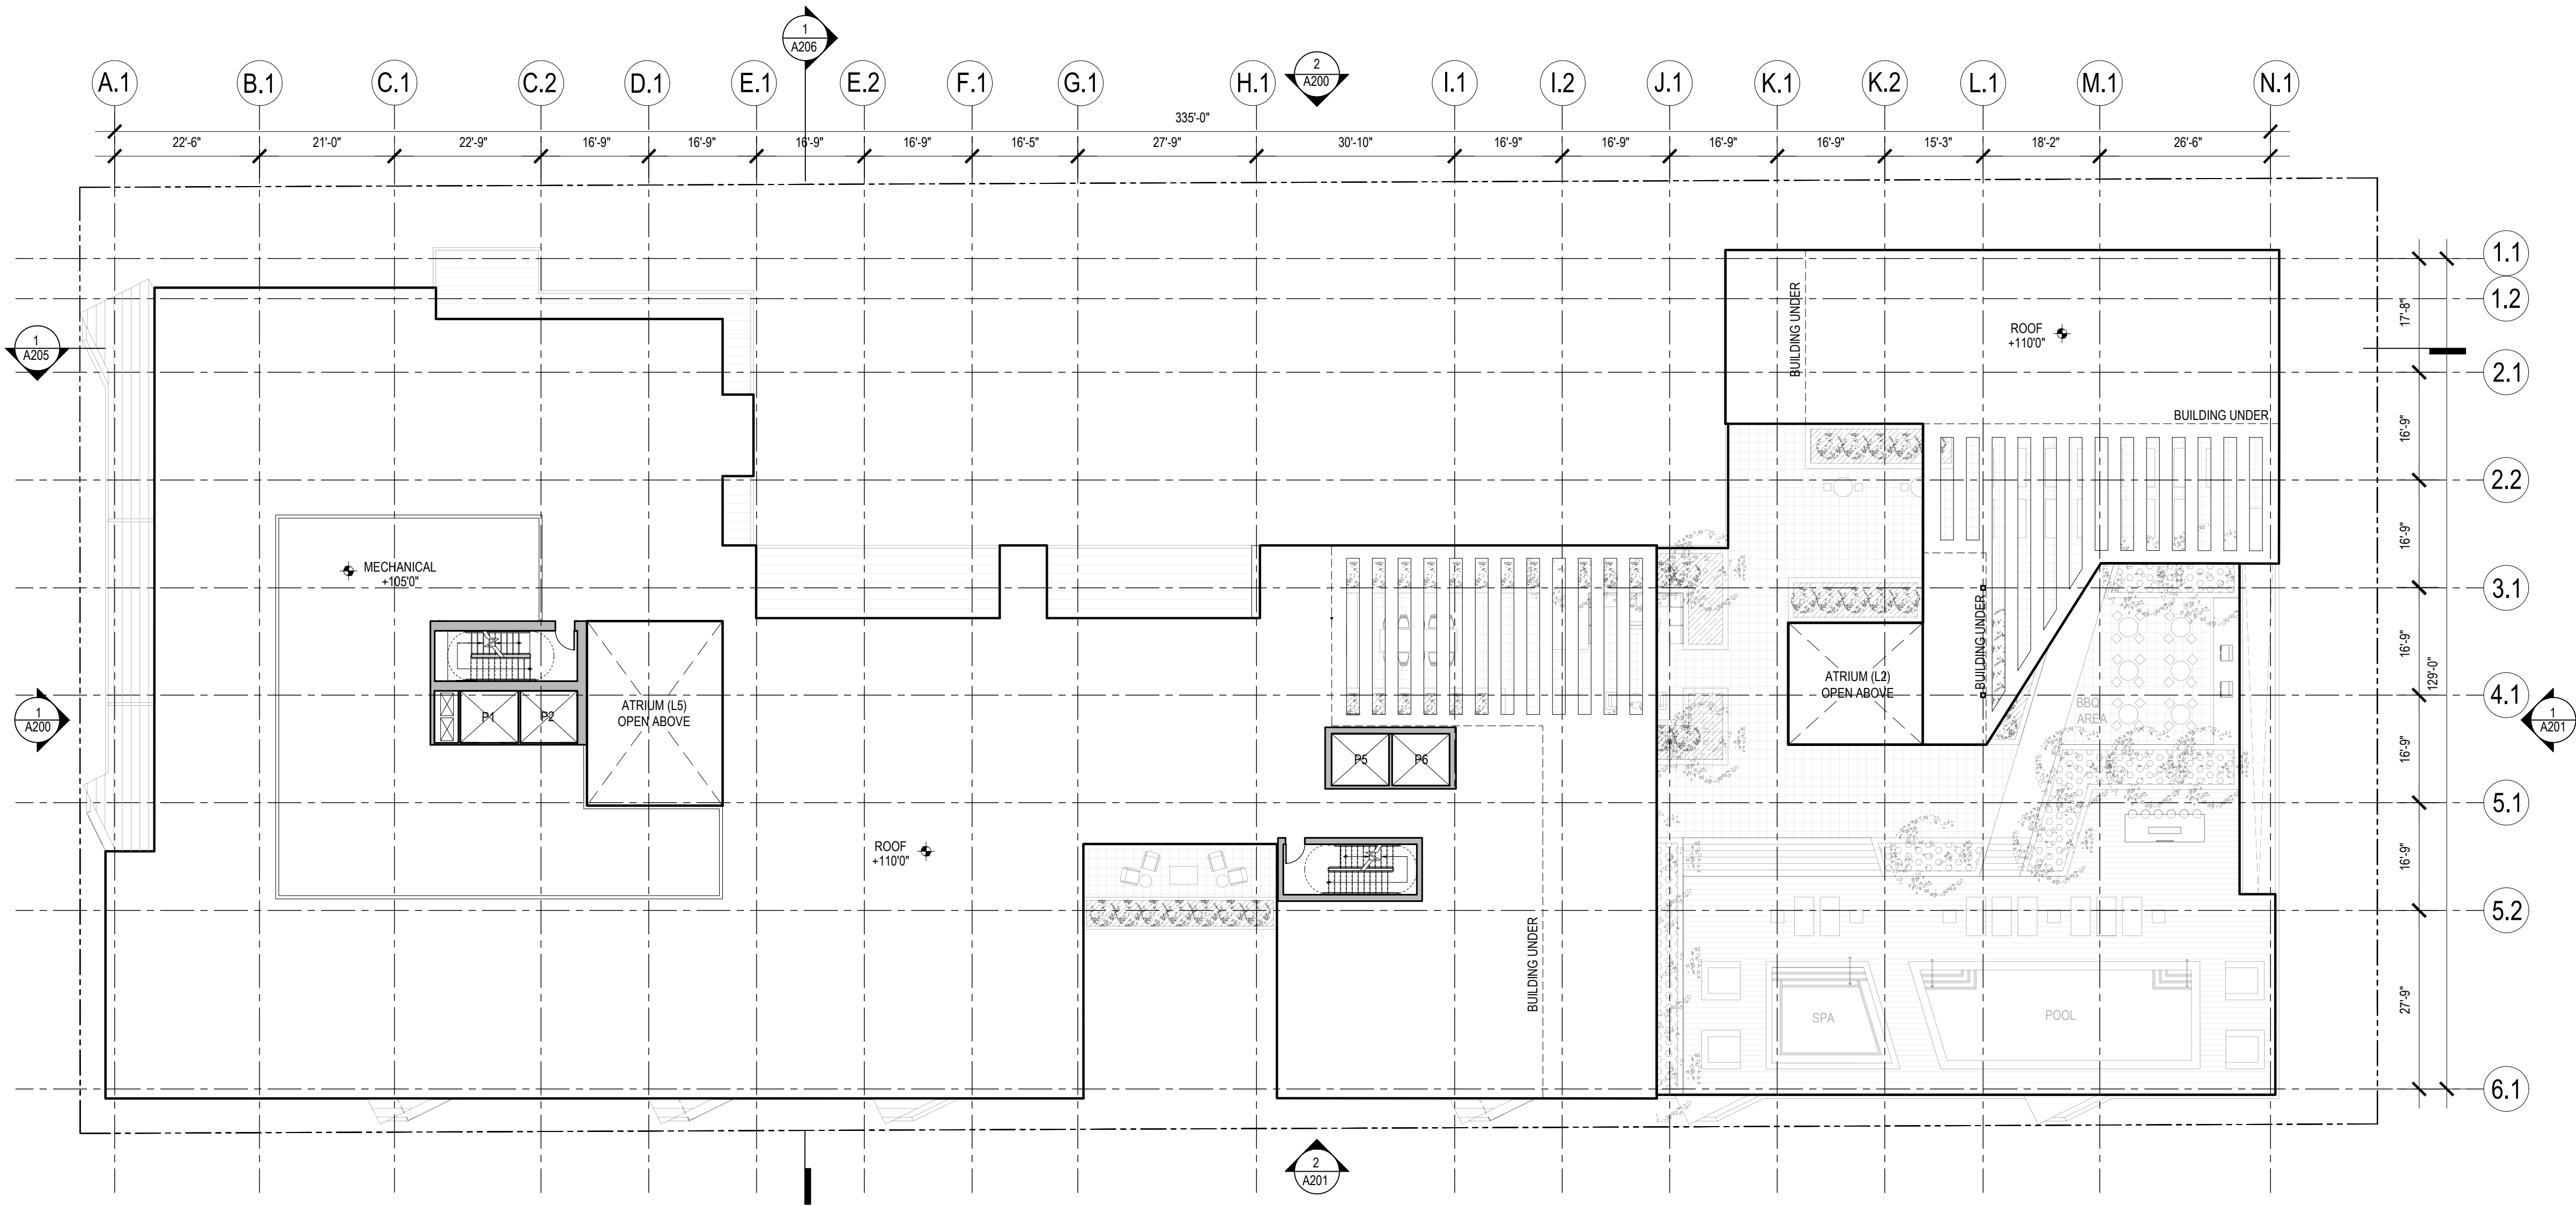 1
A206
A.1
B.1
C.1
C.2
D.1
E.1
E.2
F.1
G.1
H.1
2
A200
I.1
I.2
J.1
K.1
K.2
L.1
M.1
N.1
335'-0"
22'-6"
21'-0"
22'-9"
16'-9"
16'-9"
16'-9"
16'-9"
16'-5"
27'-9"
30'-10"
16'-9"
16'-9"
16'-9"
16'-9"
15'-3"
18'-2"
26'-6"
1.1
1.2
17'-8"
BUILDING UNDER
ROOF
+110'0"
1
A205
2.1
BUILDING UNDER
16'-9"
2.2
16'-9"
MECHANICAL
+105'0"
3.1
BUILDING UNDER
16'-9"
129'-0"
ATRIUM (L2)
OPEN ABOVE
4.1
BBQ
AREA
1
A200
P1
P2
ATRIUM (L5)
OPEN ABOVE
1
A201
16'-9"
P5
P6
5.1
ROOF
+110'0"
16'-9"
5.2
BUILDING UNDER
27'-9"
SPA
POOL
6.1
2
A201